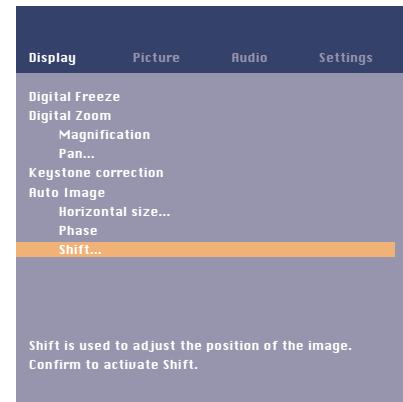 Display Picture Audio Settings
Digital Freeze
Digital Zoom
Magnification
Pan...
Keystone correction
Auto Image
Horizontal size...
Phase
Shift...
Shift is used to adjust the position of the image.
Confirm to activate Shift.